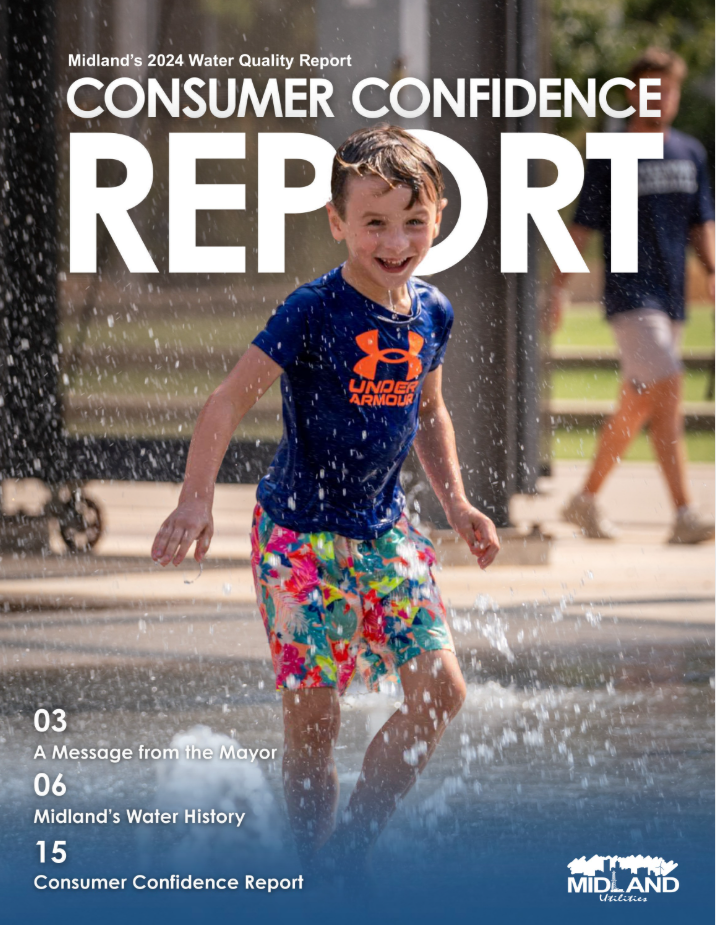 Midland's 2024 Water Quality Report
CONSUMER CONFIDENCE
REPORT
UNDER
ARMOUR
03
A Message from the Mayor
06
Midland's Water History
15
Consumer Confidence Report
MIDLAND
Utilities